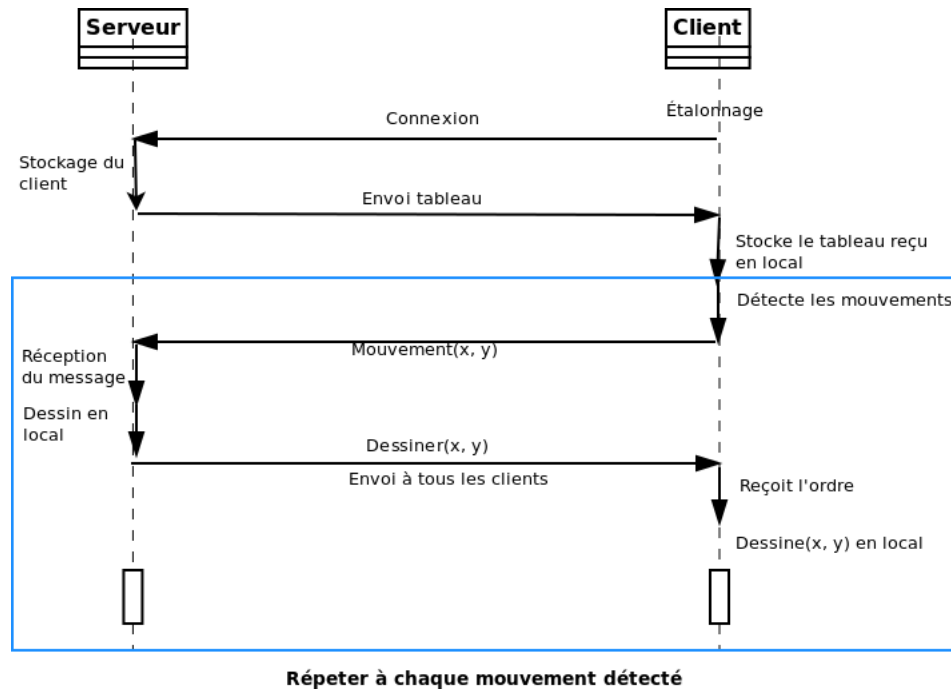 Serveur
Client
Étalonnage
Connexion
Stockage du
client
Envoi tableau
Stocke le tableau reçu
en local
Détecte les mouvements
Mouvement(x, y)
Réception
du message
Dessin en
local
Dessiner(x, y)
Envoi à tous les clients
Reçoit l'ordre
Dessine(x, y) en local
Répeter à chaque mouvement détecté